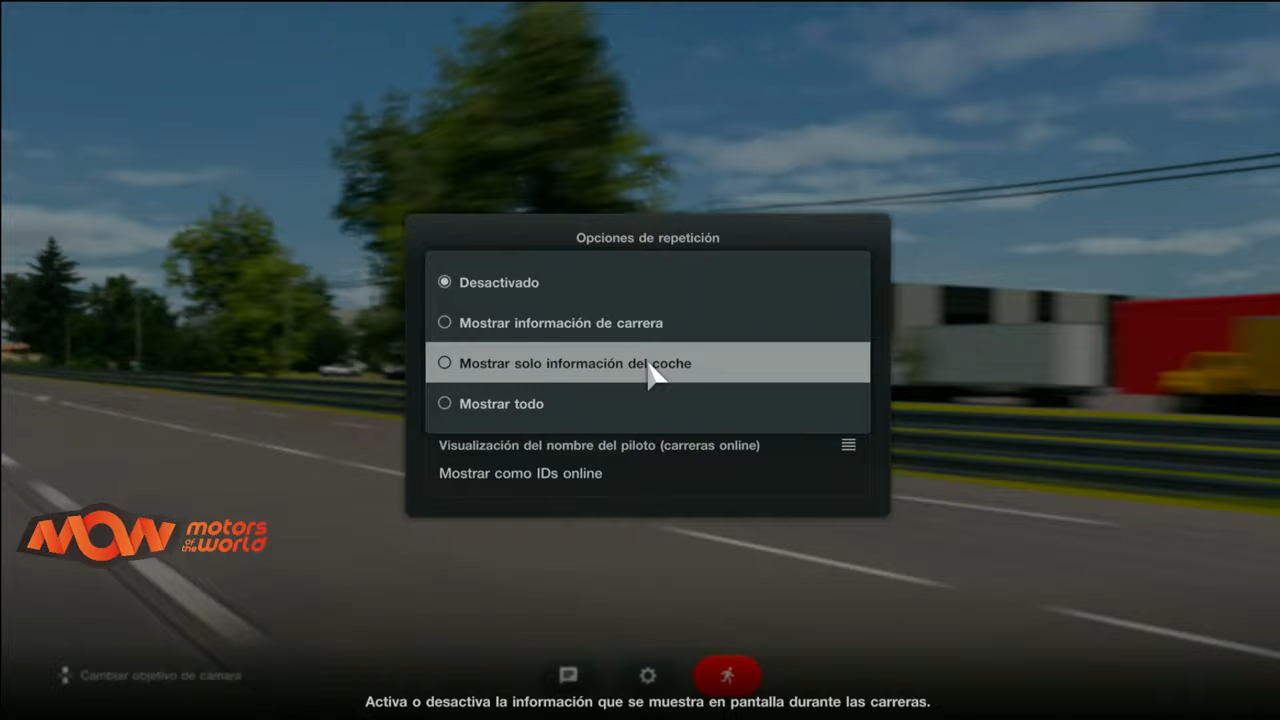 Opciones de repetición
Desactivado
Mostrar información de carrera
Mostrar solo información del coche
Mostrar todo
Visualización del nombre del piloto (carreras online)
Mostrar como IDs online
MOW motors
of the world
Cambiar objetivo de cámara
Activa o desactiva la información que se muestra en pantalla durante las carreras.